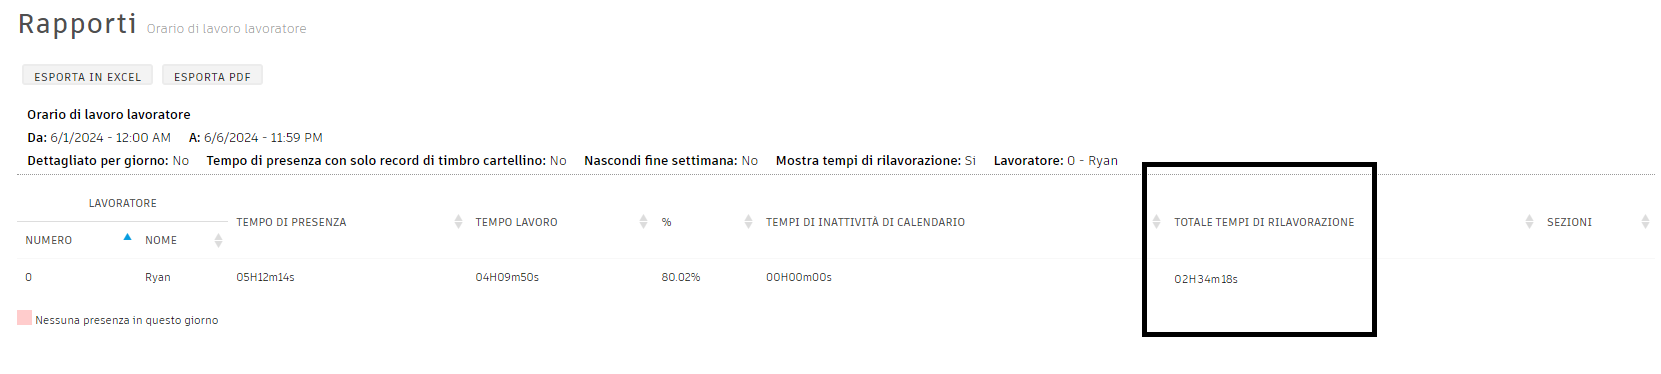 Rapporti Orario di lavoro lavoratore
ESPORTA IN EXCEL ESPORTA PDF
Orario di lavoro lavoratore
Da: 6/1/2024 - 12:00 AM A: 6/6/2024 - 11:59 PM
Dettagliato per giorno: No Tempo di presenza con solo record di timbro cartellino: No Nascondi fine settimana: No Mostra tempi di rilavorazione: Si Lavoratore: 0 - Ryan
LAVORATORE
TEMPO DI PRESENZA TEMPO LAVORO % TEMPI DI INATTIVITÀ DI CALENDARIO TOTALE TEMPI DI RILAVORAZIONE SEZIONI
NUMERO NOME
0 Ryan 05H12m14s 04H09m50s 80.02% 00H00m00s 02H34m18s
Nessuna presenza in questo giorno